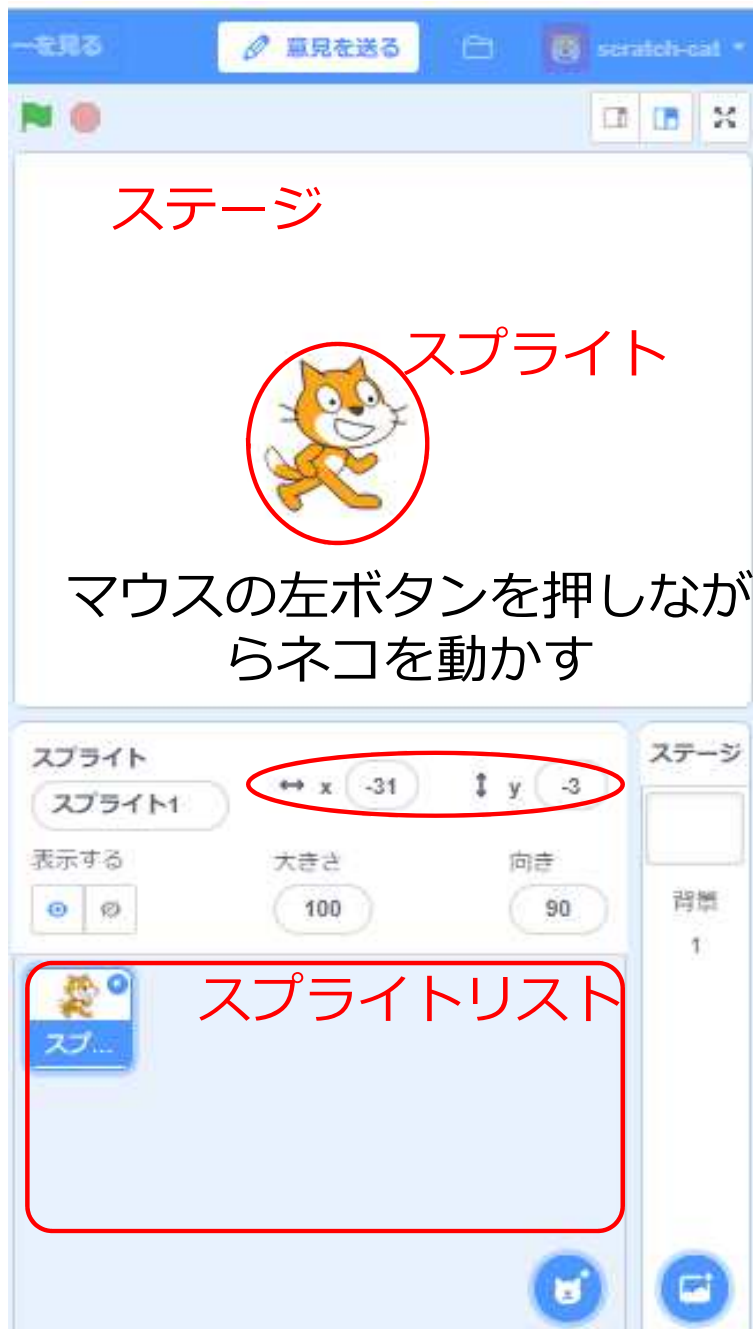 ーを見る 意見を送る scratch-cat
ステージ
スプライト
マウスの左ボタンを押しなが
らネコを動かす
スプライト
スプライト1
x -31 y -3
表示する 大きさ 向き
100 90
スプライトリスト
スプ...
ステージ
背景
1